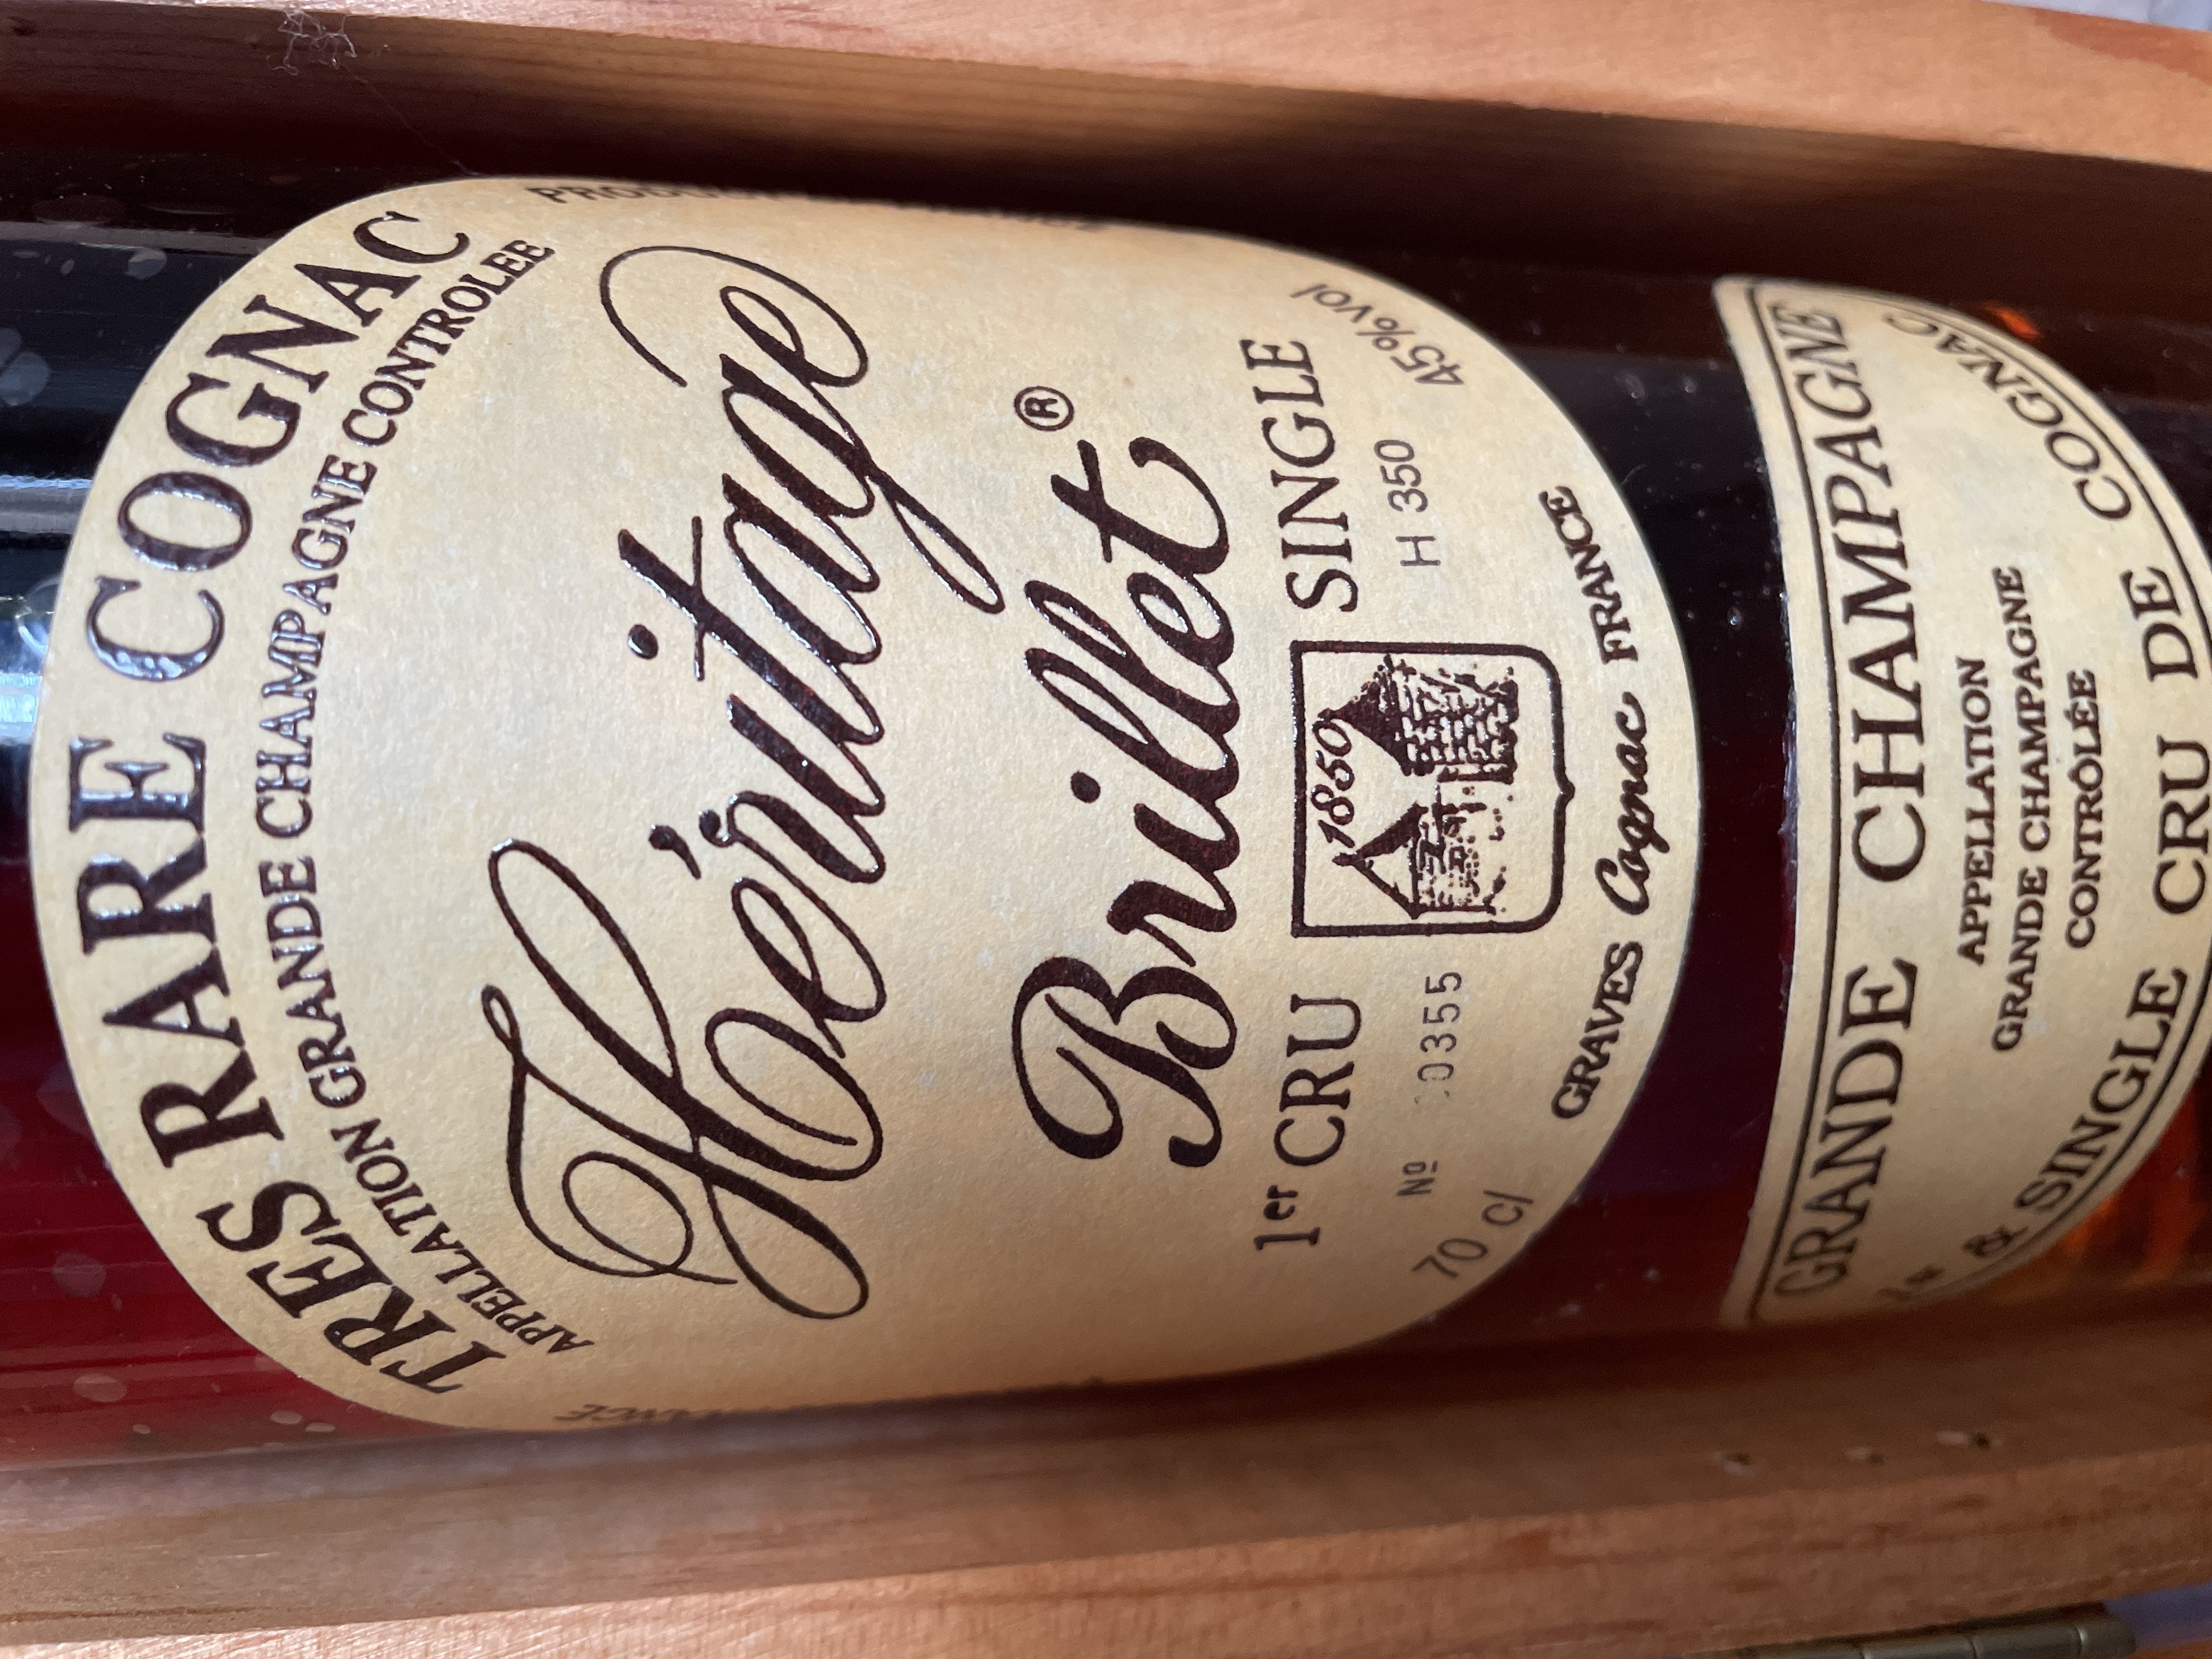 TRES RARE COGNAC
APPELLATION GRANDE CHAMPAGNE CONTROLEE
Héritage
Brillet ®
1er CRU SINGLE
1850
Nº 00355 H 350
70 cl 45%vol
GRAVES Cognac FRANCE
GRANDE CHAMPAGNE
APPELLATION
GRANDE CHAMPAGNE
CONTRÔLÉE
& SINGLE CRU DE COGNAC